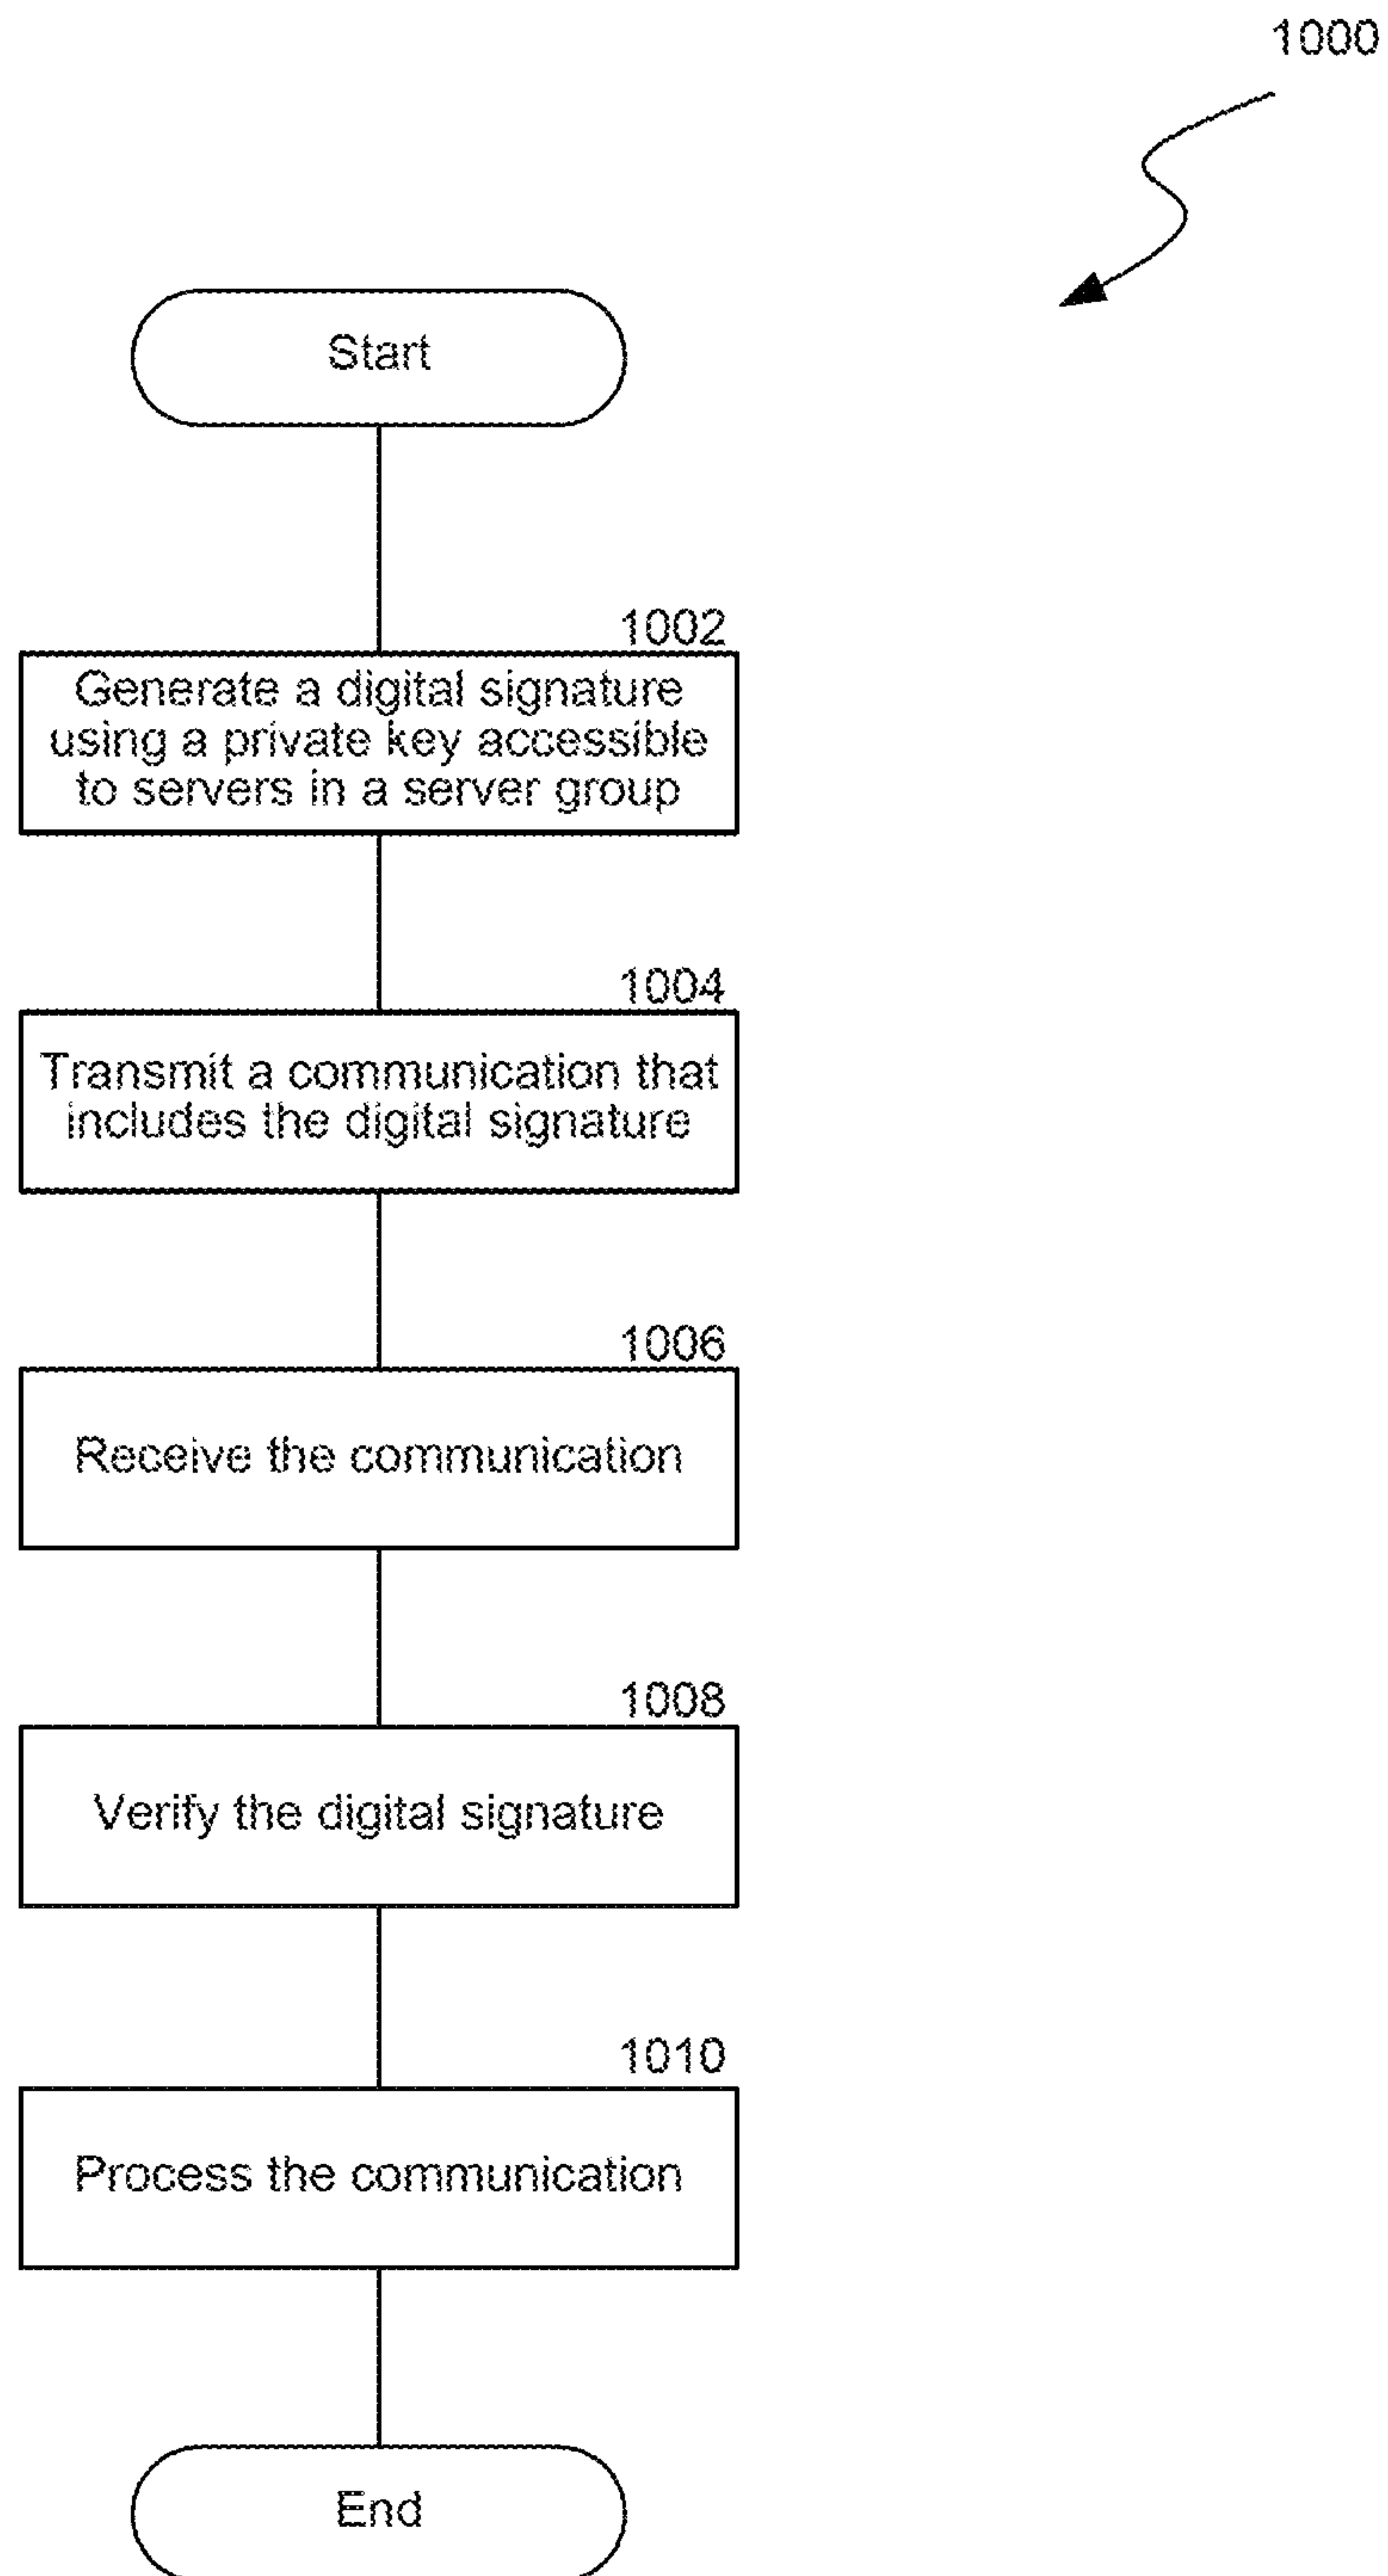 1000
Start
1002
Generate a digital signature
using a private key accessible
to servers in a server group
1004
Transmit a communication that
includes the digital signature
1006
Receive the communication
1008
Verify the digital signature
1010
Process the communication
End